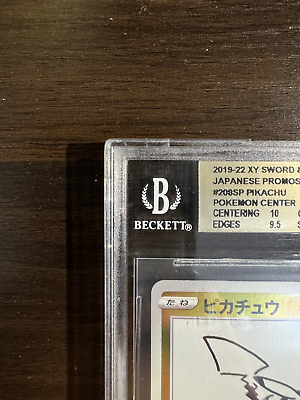 B
BECKETT®
2019-22 XY SWORD &
JAPANESE PROMOS
#208SP PIKACHU
POKEMON CENTER
CENTERING 10
EDGES 9.5 S
たね ピカチュウ